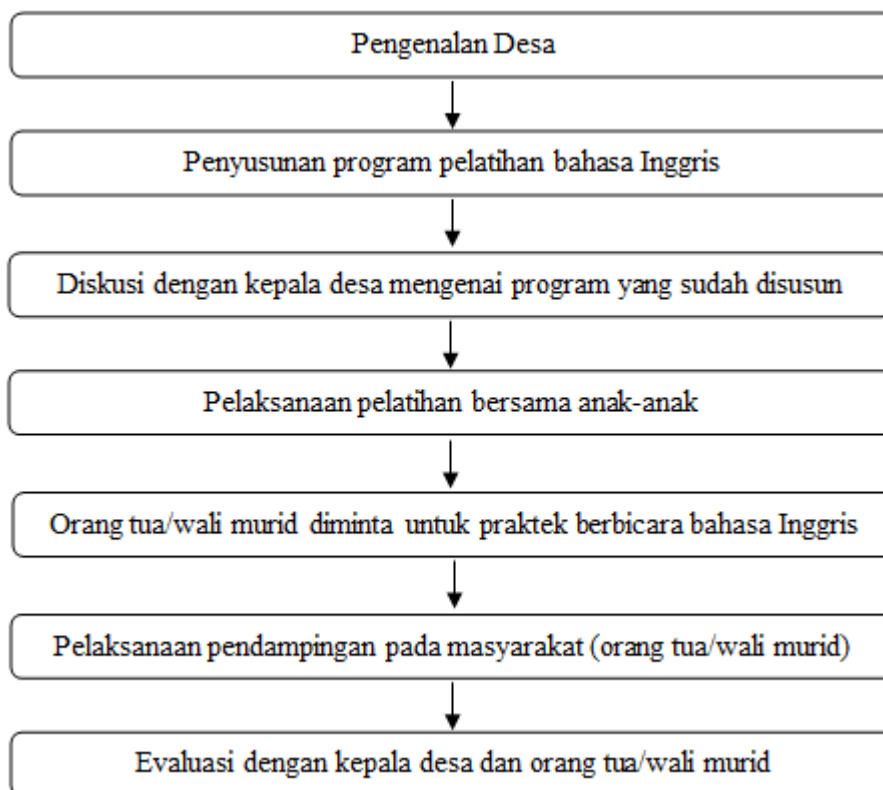 Pengenalan Desa
Penyusunan program pelatihan bahasa Inggris
Diskusi dengan kepala desa mengenai program yang sudah disusun
Pelaksanaan pelatihan bersama anak-anak
Orang tua/wali murid diminta untuk praktek berbicara bahasa Inggris
Pelaksanaan pendampingan pada masyarakat (orang tua/wali murid)
Evaluasi dengan kepala desa dan orang tua/wali murid